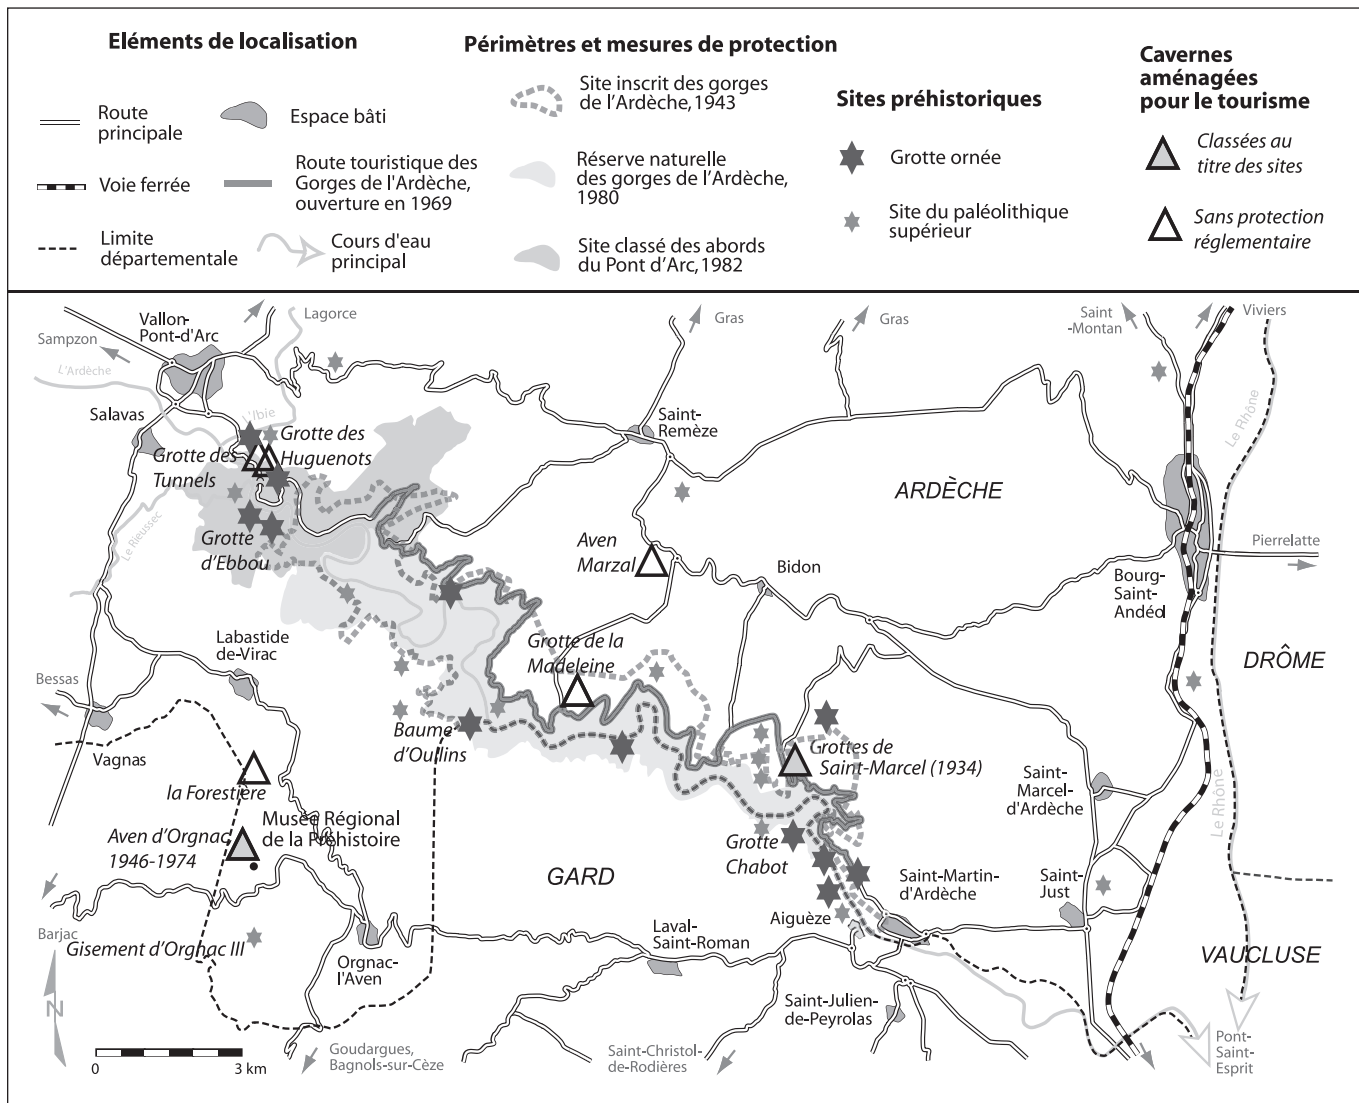 Eléments de localisation
Route
principale
Espace bâti
Voie ferrée
Route touristique des
Gorges de l'Ardèche,
ouverture en 1969
Limite
départementale
Cours d'eau
principal
Périmètres et mesures de protection
Site inscrit des gorges
de l'Ardèche, 1943
Réserve naturelle
des gorges de l'Ardèche,
1980
Site classé des abords
du Pont d'Arc, 1982
Sites préhistoriques
Grotte ornée
Site du paléolithique
supérieur
Cavernes
aménagées
pour le tourisme
Classées au
titre des sites
Sans protection
réglementaire
Vallon-
Pont-d'Arc
Lagorce
Sampzon
L'Ardèche
Salavas
L'Ibie
Grotte des
Huguenots
Grotte des
Tunnels
Le Rieussec
Grotte
d'Ebbou
Gras
Gras
Saint
-Montan
Viviers
Le Rhône
Saint-
Remèze
ARDÈCHE
Aven
Marzal
Bidon
Pierrelatte
Bourg-
Saint-
Andéol
Labastide
-de-Virac
Grotte de la
Madeleine
DRÔME
Bessas
Vagnas
Baume
d'Oullins
Grottes de
Saint-Marcel (1934)
la Forestière
Saint-
Marcel-
d'Ardèche
Le Rhône
Aven d'Orgnac
1946-1974
Musée Régional
de la Préhistoire
Grotte
Chabot
GARD
Saint-Martin-
d'Ardèche
Saint-
Just
Aiguèze
Barjac
Gisement d'Orgnac III
Orgnac-
l'Aven
Laval-
Saint-Roman
VAUCLUSE
Saint-Julien-
de-Peyrolas
N
0
3 km
Goudargues,
Bagnols-sur-Cèze
Saint-Christol
-de-Rodières
Pont-
Saint-
Esprit